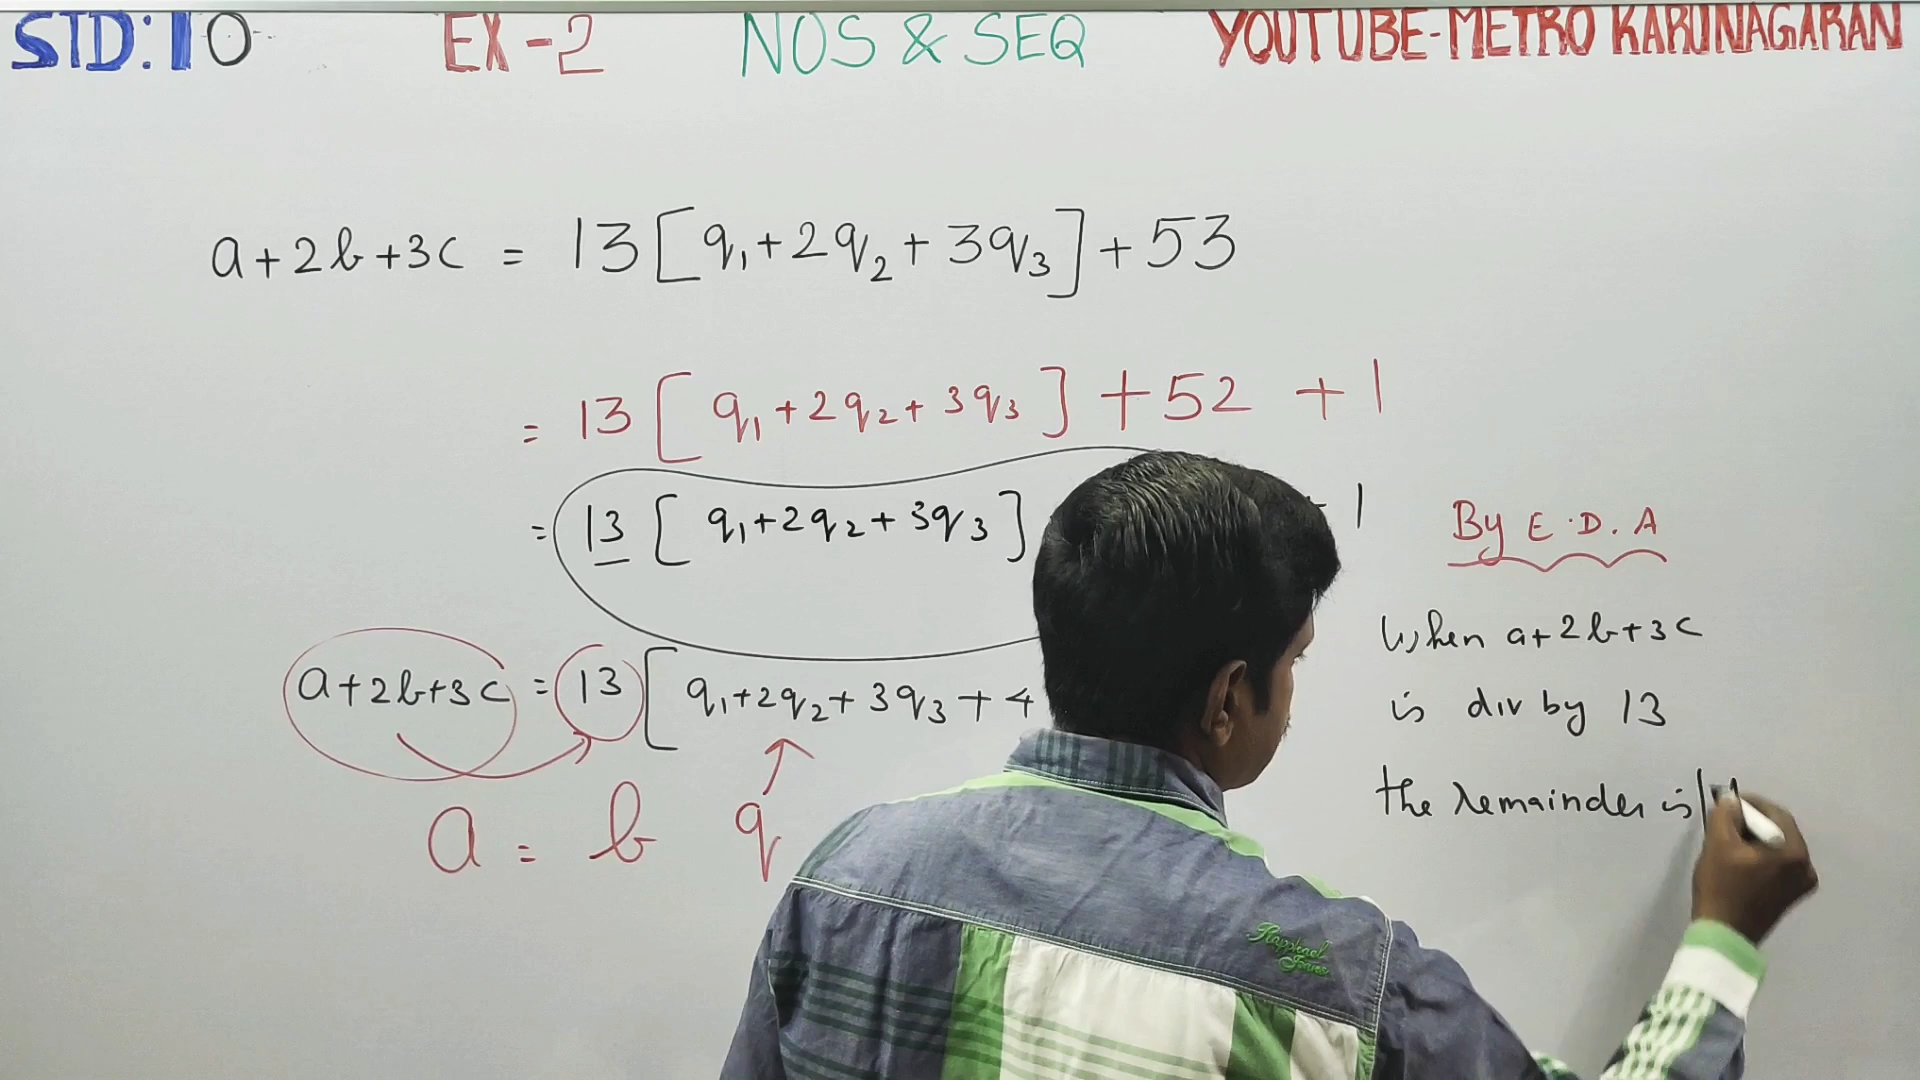 STD: 10 EX-2 NOS & SEQ YOUTUBE-METRO KARUNAGARAN
a+2b+3c = 13[q₁+2q₂+3q₃]+53
= 13[q₁+2q₂+3q₃]+52 +1
= 13[q₁+2q₂+3q₃] + 1
a+2b+3c = 13[q₁+2q₂+3q₃+4
a = b q
By E.D.A
When a+2b+3c
is div by 13
the remainder is
Rapphael